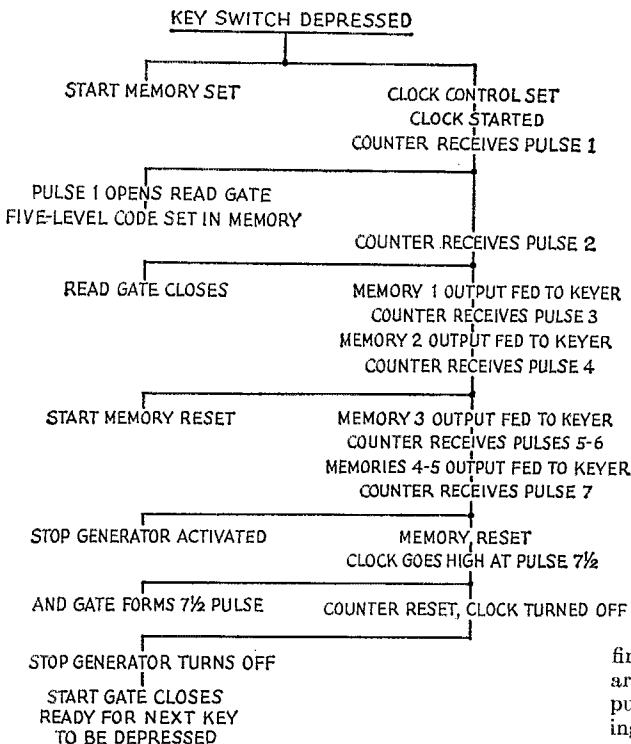 KEY SWITCH DEPRESSED
START MEMORY SET
CLOCK CONTROL SET
CLOCK STARTED
COUNTER RECEIVES PULSE 1
PULSE 1 OPENS READ GATE
FIVE-LEVEL CODE SET IN MEMORY
COUNTER RECEIVES PULSE 2
READ GATE CLOSES
MEMORY 1 OUTPUT FED TO KEYER
COUNTER RECEIVES PULSE 3
MEMORY 2 OUTPUT FED TO KEYER
COUNTER RECEIVES PULSE 4
START MEMORY RESET
MEMORY 3 OUTPUT FED TO KEYER
COUNTER RECEIVES PULSES 5-6
MEMORIES 4-5 OUTPUT FED TO KEYER
COUNTER RECEIVES PULSE 7
STOP GENERATOR ACTIVATED
MEMORY RESET
CLOCK GOES HIGH AT PULSE 7½
AND GATE FORMS 7½ PULSE
COUNTER RESET, CLOCK TURNED OFF
STOP GENERATOR TURNS OFF
START GATE CLOSES
READY FOR NEXT KEY
TO BE DEPRESSED
fin
ar
pu
ing